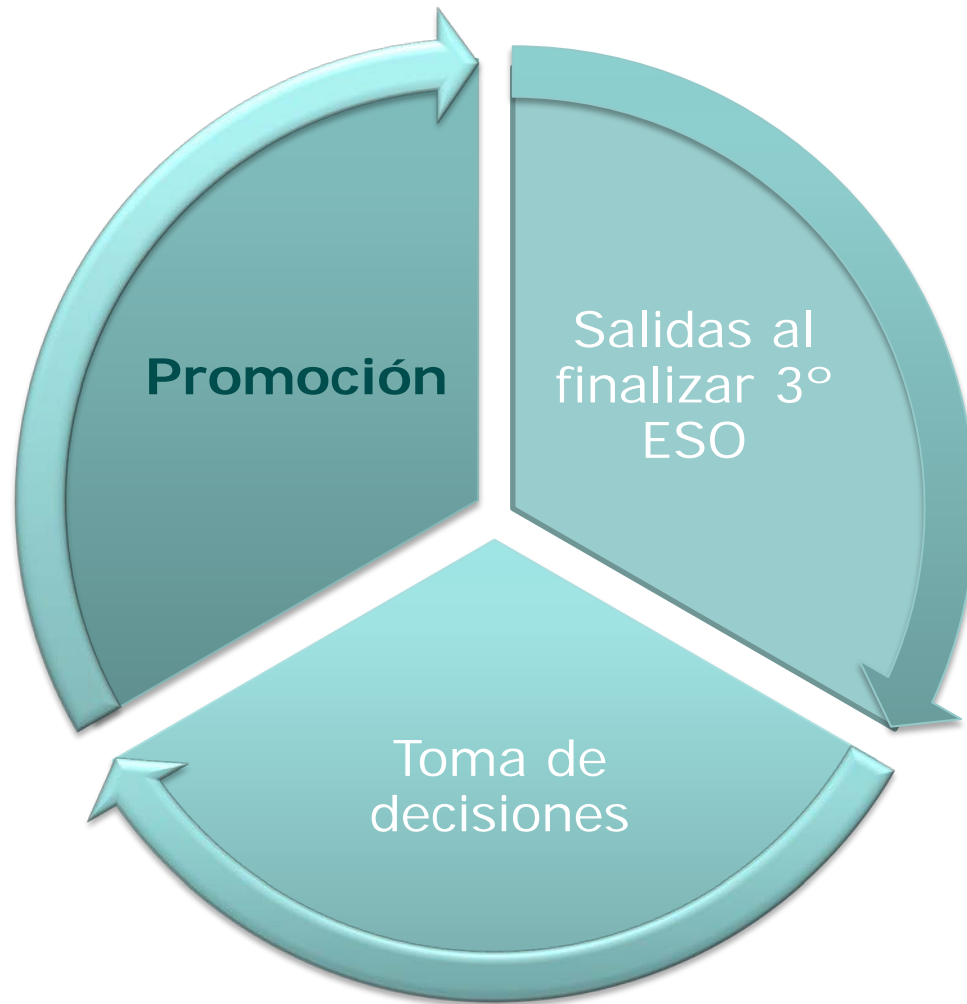 Promoción
Salidas al
finalizar 3º
ESO
Toma de
decisiones